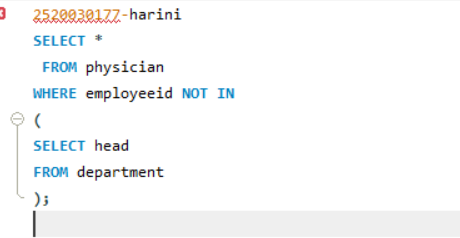 2520030177-harini
SELECT *
FROM physician
WHERE employeeid NOT IN
(
SELECT head
FROM department
);